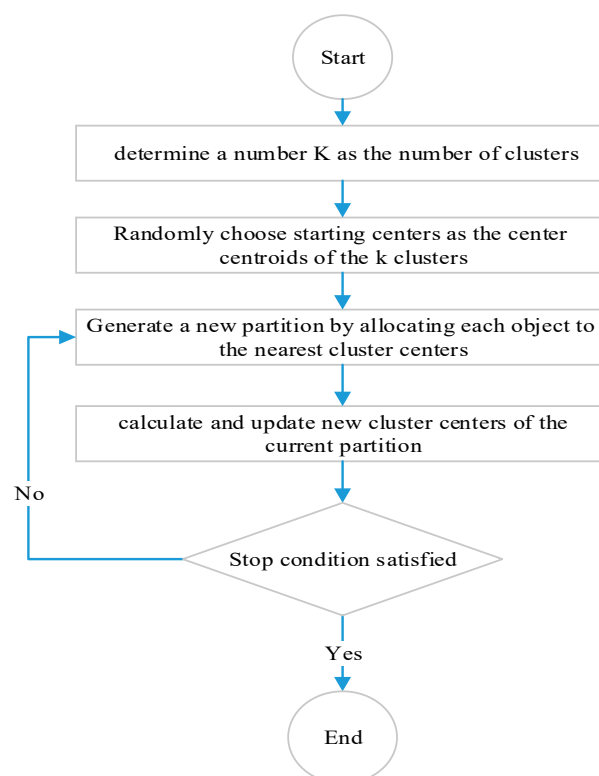 Start
determine a number K as the number of clusters
Randomly choose starting centers as the center
centroids of the k clusters
Generate a new partition by allocating each object to
the nearest cluster centers
calculate and update new cluster centers of the
current partition
No
Stop condition satisfied
Yes
End